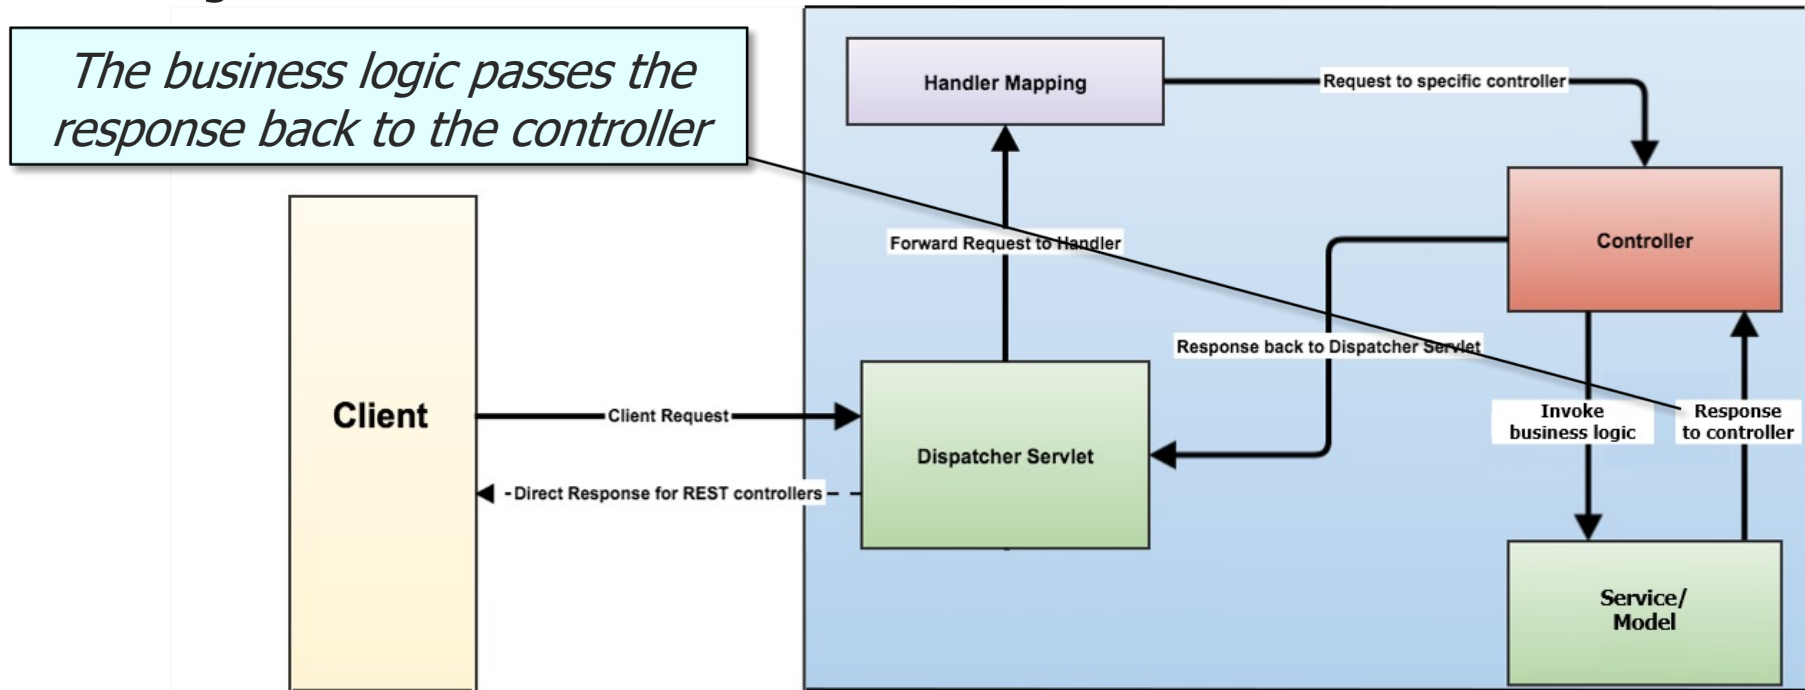 The business logic passes the
response back to the controller
Handler Mapping
Request to specific controller
Controller
Forward Request to Handler
Response back to Dispatcher Servlet
Client
Client Request
Dispatcher Servlet
Direct Response for REST controllers
Invoke
business logic
Response
to controller
Service/
Model